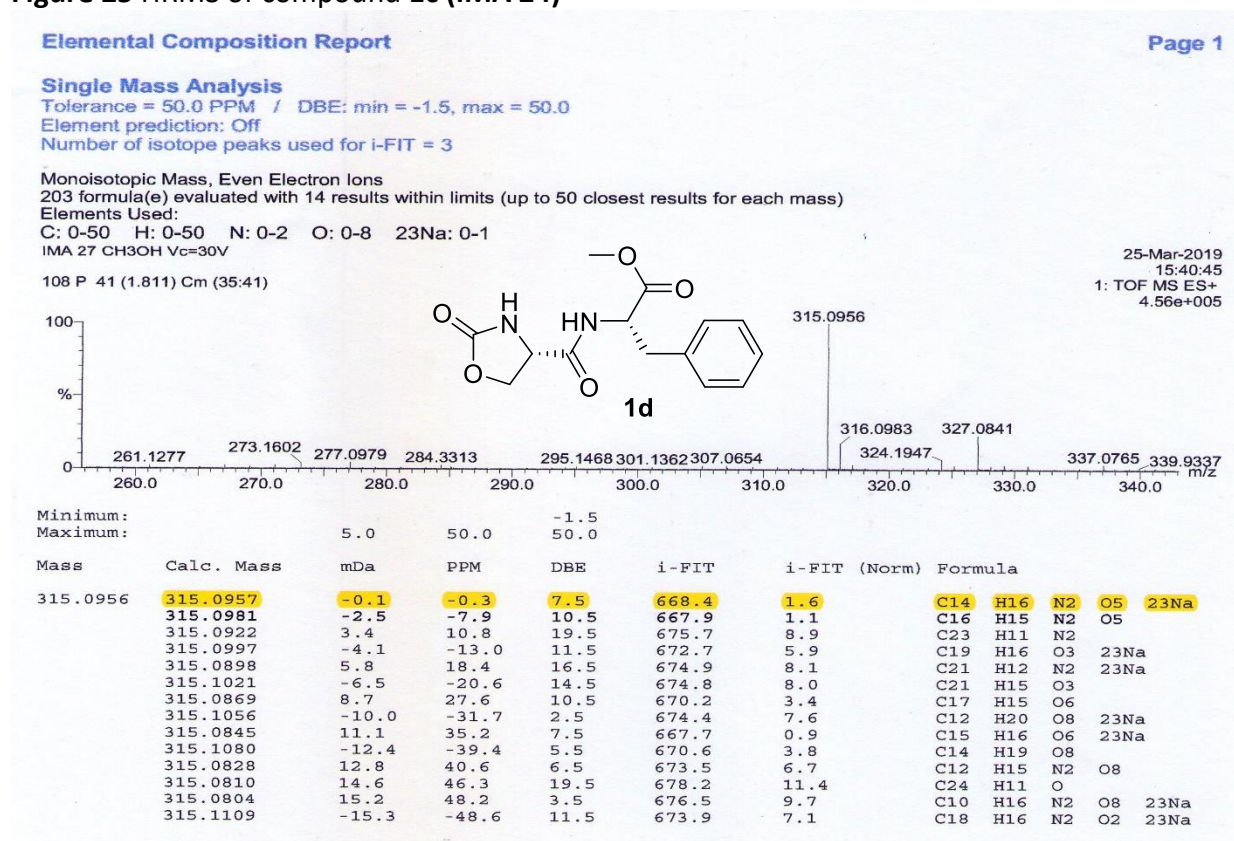 Figure HRMS of compound
Elemental Composition Report Page 1
Single Mass Analysis
Tolerance = 50.0 PPM / DBE: min = -1.5, max = 50.0
Element prediction: Off
Number of isotope peaks used for i-FIT = 3
Monoisotopic Mass, Even Electron Ions
203 formula(e) evaluated with 14 results within limits (up to 50 closest results for each mass)
Elements Used:
C: 0-50 H: 0-50 N: 0-2 O: 0-8 23Na: 0-1
IMA 27 CH3OH Vc=30V
25-Mar-2019
15:40:45
108 P 41 (1.811) Cm (35:41)
1: TOF MS ES+
4.56e+005
O
O
H
N
O
HN
O
O
1d
100
%
0
315.0956
316.0983 327.0841
261.1277 273.1602 277.0979 284.3313 295.1468 301.1362 307.0654 324.1947 337.0765 339.9337
m/z
260.0 270.0 280.0 290.0 300.0 310.0 320.0 330.0 340.0
Minimum: -1.5
Maximum: 5.0 50.0 50.0
Mass Calc. Mass mDa PPM DBE i-FIT i-FIT (Norm) Formula
315.0956 315.0957 -0.1 -0.3 7.5 668.4 1.6 C14 H16 N2 O5 23Na
315.0981 -2.5 -7.9 10.5 667.9 1.1 C16 H15 N2 O5
315.0922 3.4 10.8 19.5 675.7 8.9 C23 H11 N2
315.0997 -4.1 -13.0 11.5 672.7 5.9 C19 H16 O3 23Na
315.0898 5.8 18.4 16.5 674.9 8.1 C21 H12 N2 23Na
315.1021 -6.5 -20.6 14.5 674.8 8.0 C21 H15 O3
315.0869 8.7 27.6 10.5 670.2 3.4 C17 H15 O6
315.1056 -10.0 -31.7 2.5 674.4 7.6 C12 H20 O8 23Na
315.0845 11.1 35.2 7.5 667.7 0.9 C15 H16 O6 23Na
315.1080 -12.4 -39.4 5.5 670.6 3.8 C14 H19 O8
315.0828 12.8 40.6 6.5 673.5 6.7 C12 H15 N2 O8
315.0810 14.6 46.3 19.5 678.2 11.4 C24 H11 O
315.0804 15.2 48.2 3.5 676.5 9.7 C10 H16 N2 O8 23Na
315.1109 -15.3 -48.6 11.5 673.9 7.1 C18 H16 N2 O2 23Na